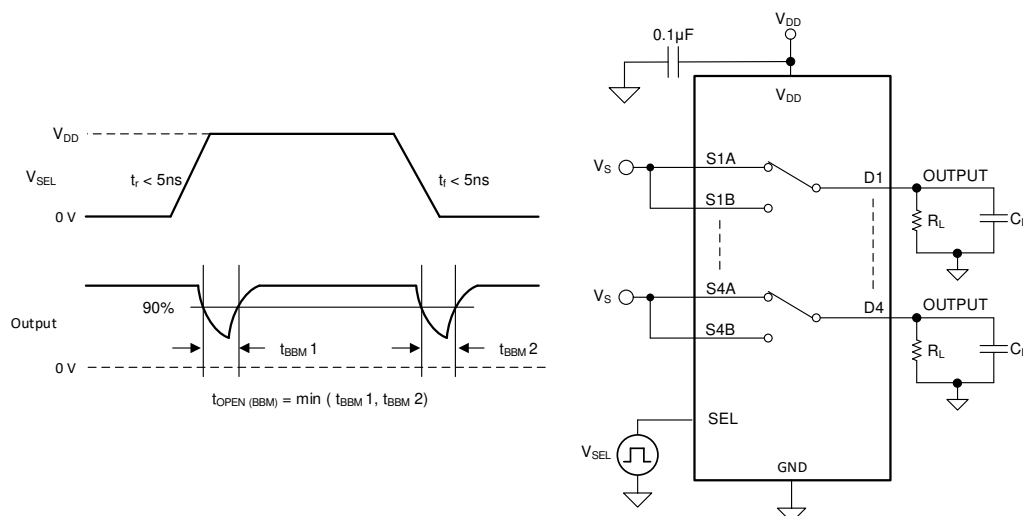 V_DD
V_SEL
t_r < 5ns
t_f < 5ns
0 V
90%
Output
t_BBM 1
t_BBM 2
0 V
t_OPEN (BBM) = min ( t_BBM 1, t_BBM 2)
V_DD
0.1µF
V_DD
V_S
S1A
D1
OUTPUT
S1B
R_L
V_S
S4A
D4
OUTPUT
S4B
R_L
SEL
V_SEL
GND